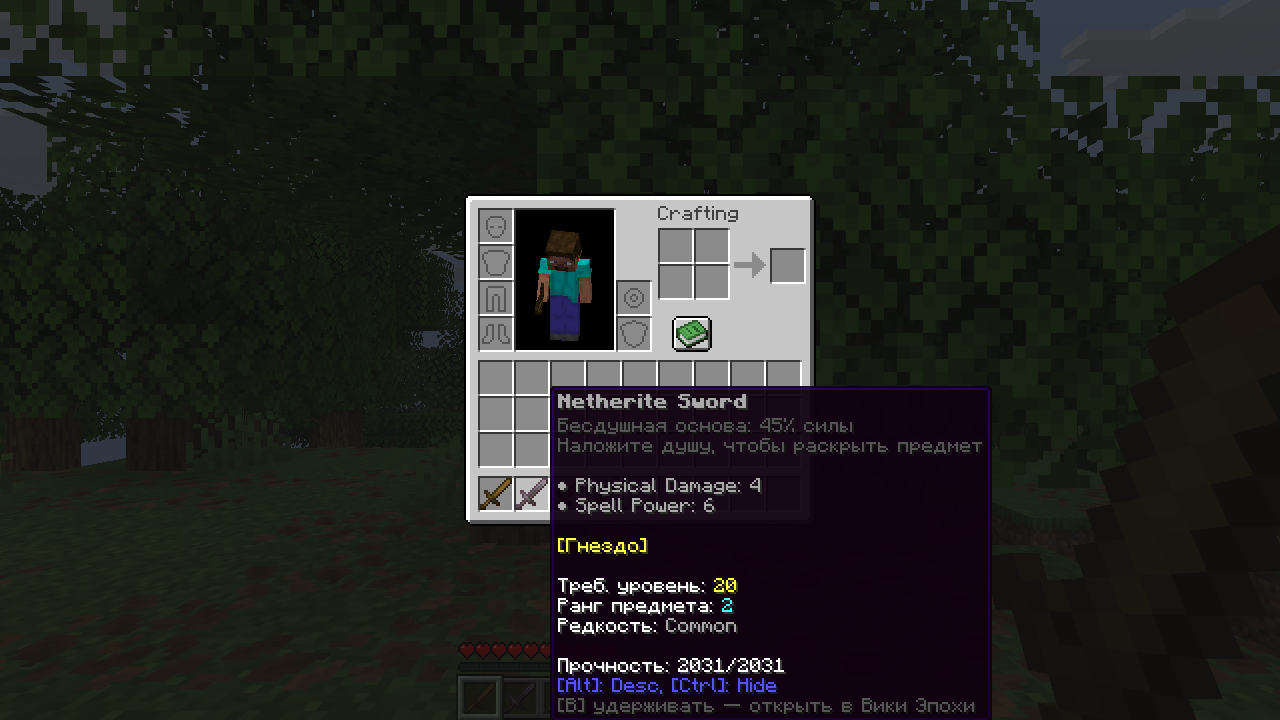 Crafting
Netherite Sword
Бесдушная основа: 45% силы
Наложите душу, чтобы раскрыть предмет
• Physical Damage: 4
• Spell Power: 6
[Гнездо]
Треб. уровень: 20
Ранг предмета: 2
Редкость: Common
Прочность: 2031/2031
[Alt]: Desc, [Ctrl]: Hide
[B] удерживать — открыть в Вики Эпохи